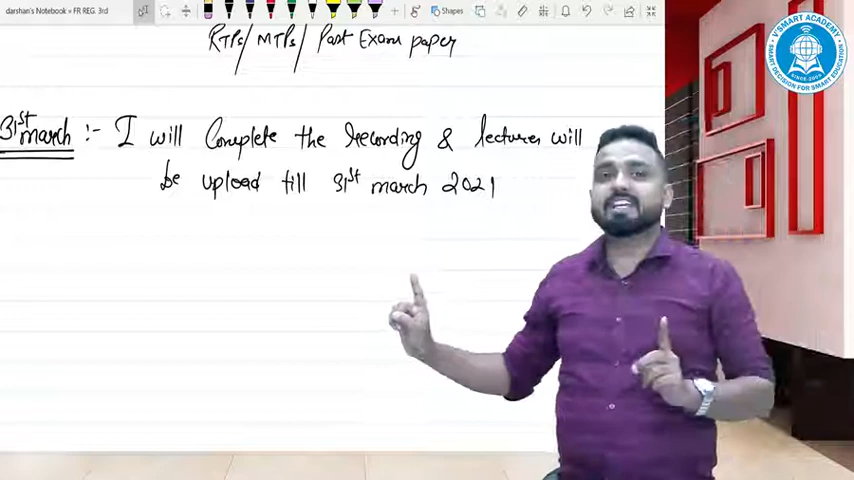 darshan's Notebook » FR REG. 3rd
Shapes
V'SMART ACADEMY
SMART DECISION FOR SMART EDUCATION
SINCE-2009
RTPs/ MTPs/ Past Exam paper
31st march :- I will Complete the Recording & lectures will
be upload till 31st march 2021